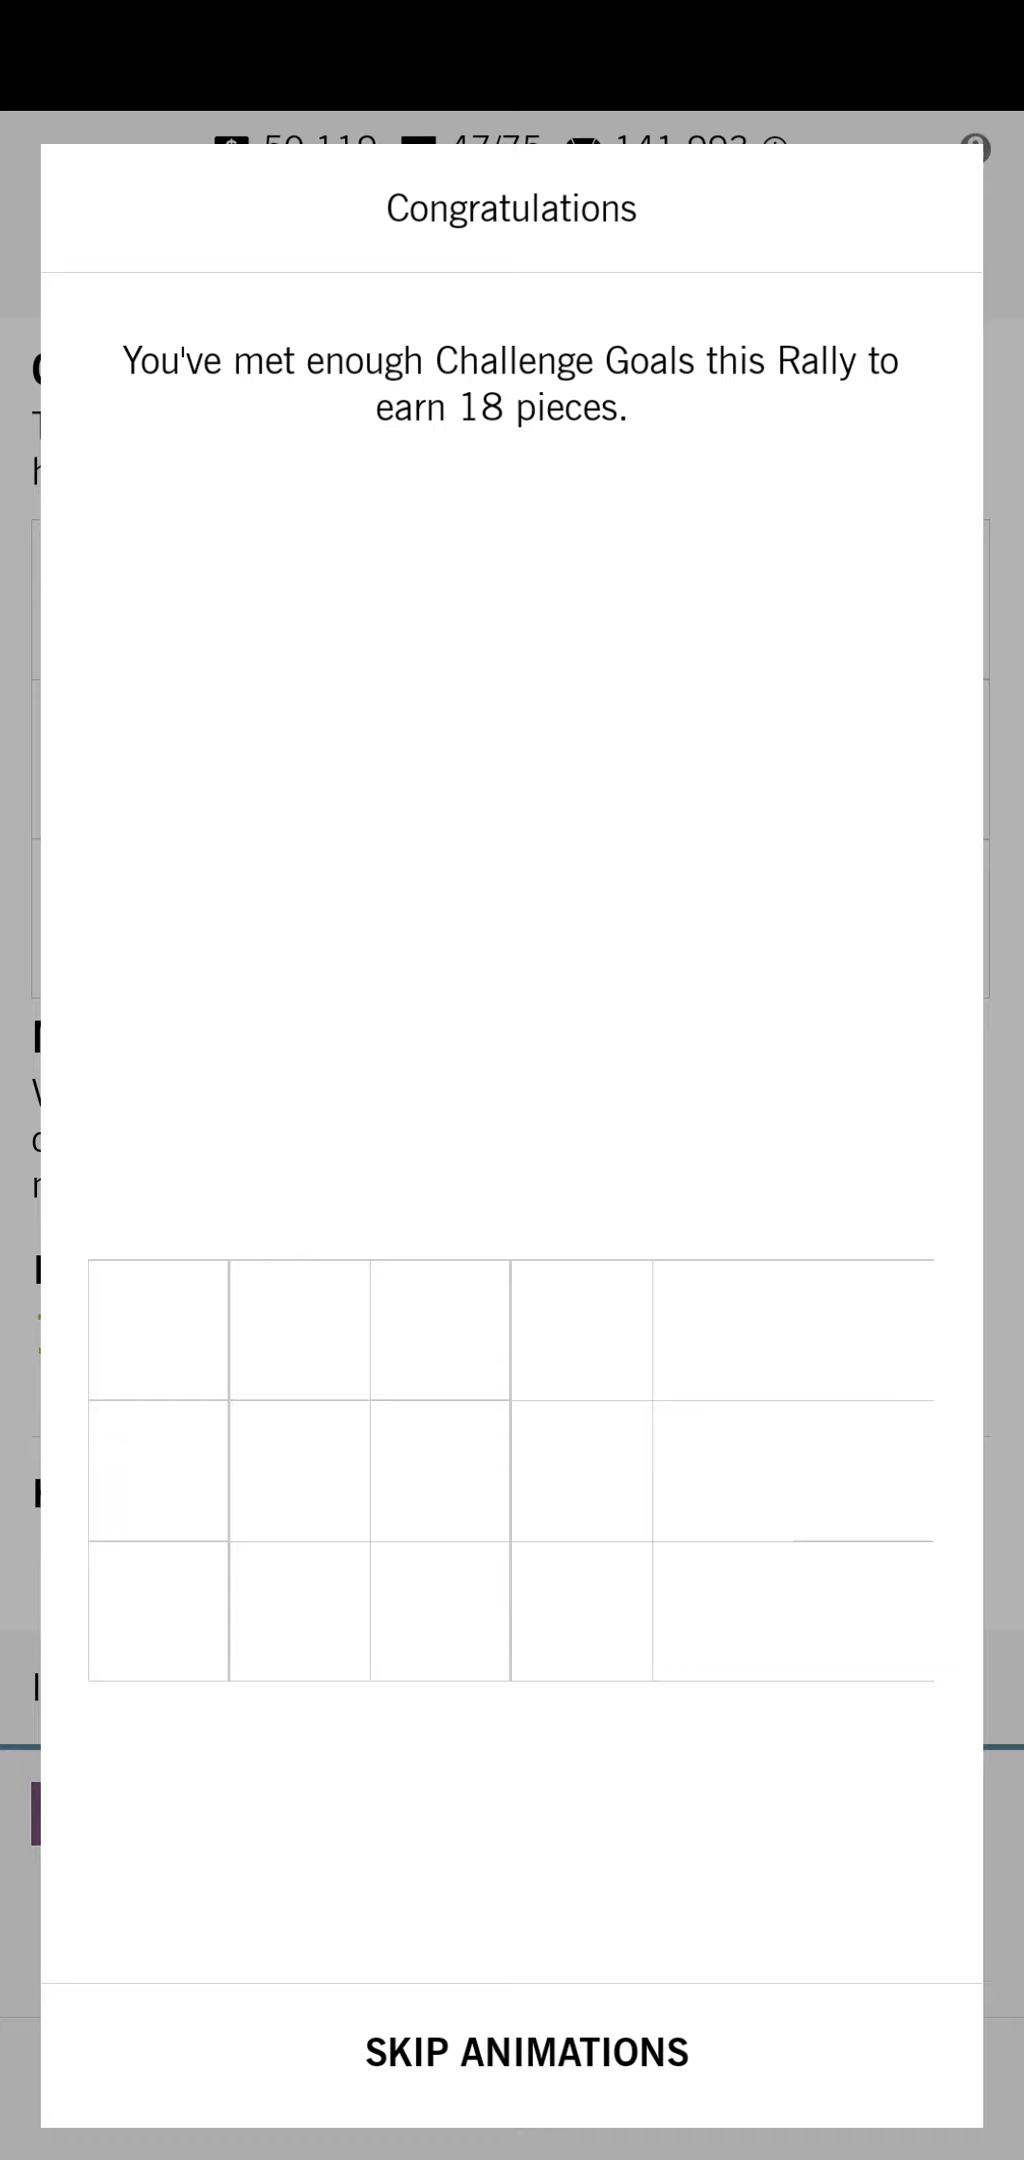 Congratulations
You've met enough Challenge Goals this Rally to
earn 18 pieces.
SKIP ANIMATIONS